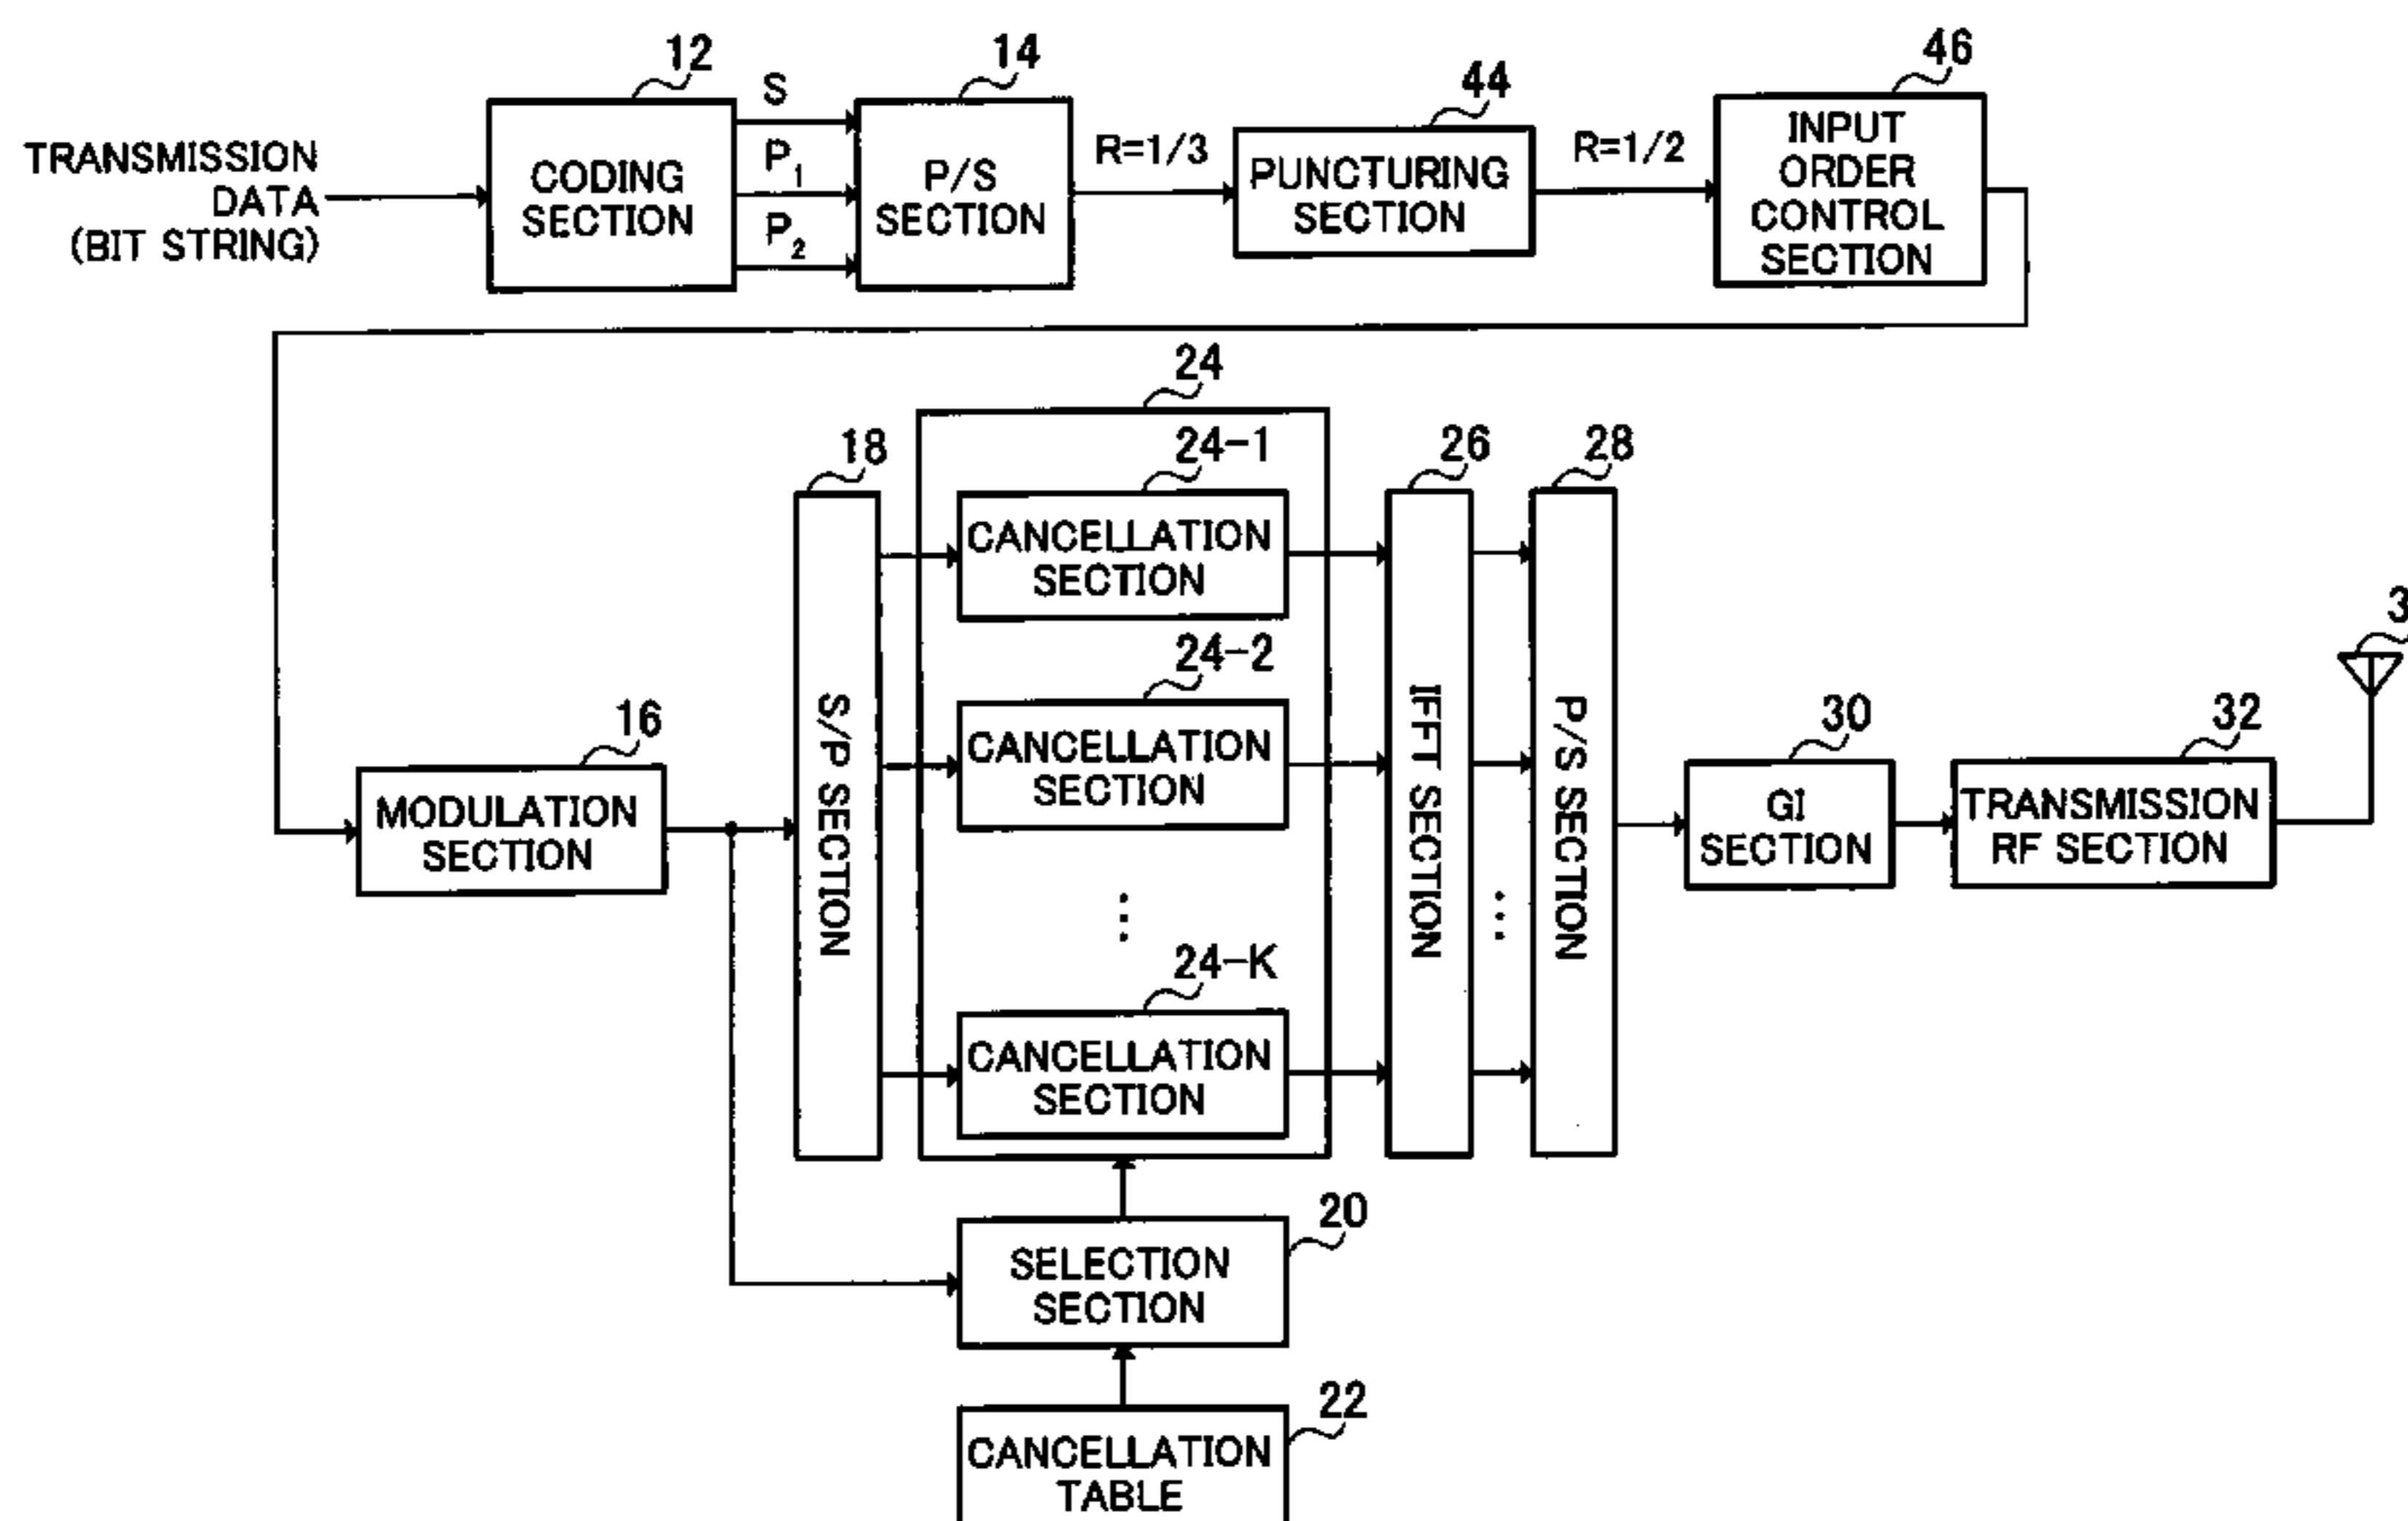 12
14
44
46
TRANSMISSION
DATA
(BIT STRING)
CODING
SECTION
S
P1
P2
P/S
SECTION
R=1/3
PUNCTURING
SECTION
R=1/2
INPUT
ORDER
CONTROL
SECTION
24
18
24-1
26
28
CANCELLATION
SECTION
24-2
CANCELLATION
SECTION
24-K
CANCELLATION
SECTION
S/P SECTION
IFFT SECTION
P/S SECTION
16
MODULATION
SECTION
30
GI
SECTION
32
TRANSMISSION
RF SECTION
20
SELECTION
SECTION
22
CANCELLATION
TABLE